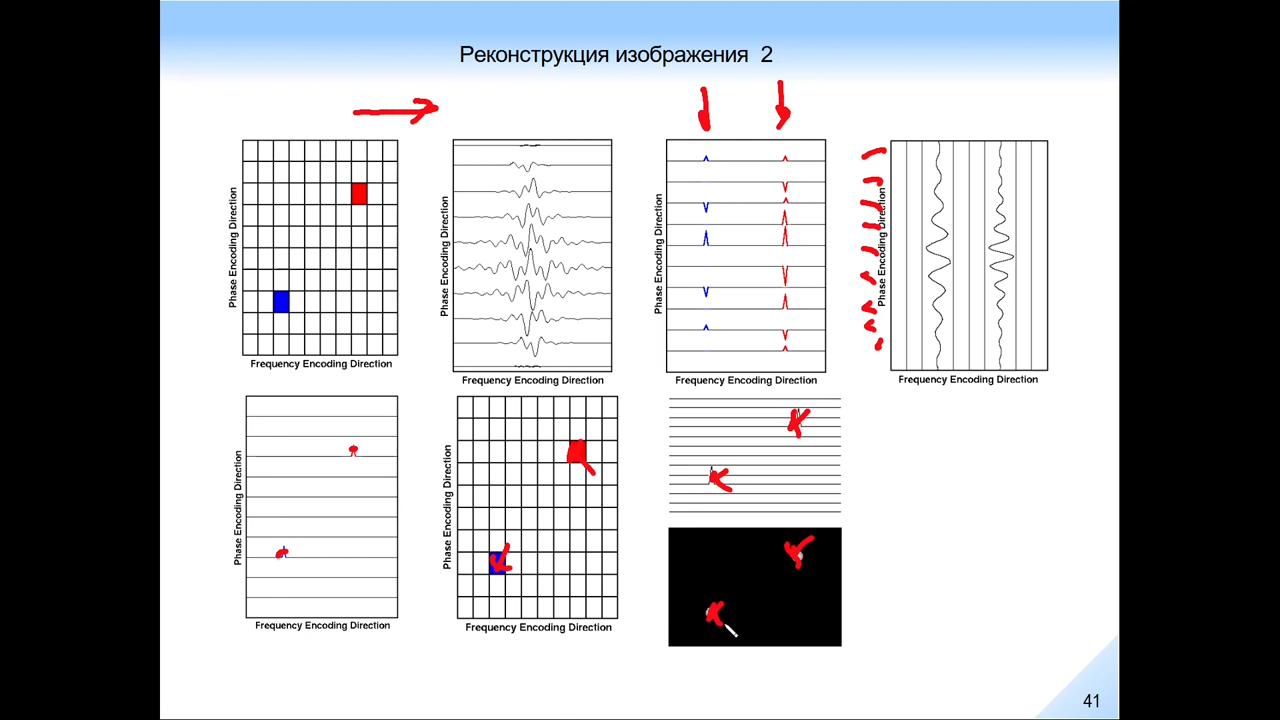 Реконструкция изображения 2
Phase Encoding Direction
Frequency Encoding Direction
Phase Encoding Direction
Frequency Encoding Direction
Phase Encoding Direction
Frequency Encoding Direction
Phase Encoding Direction
Frequency Encoding Direction
Phase Encoding Direction
Frequency Encoding Direction
Phase Encoding Direction
Frequency Encoding Direction
41